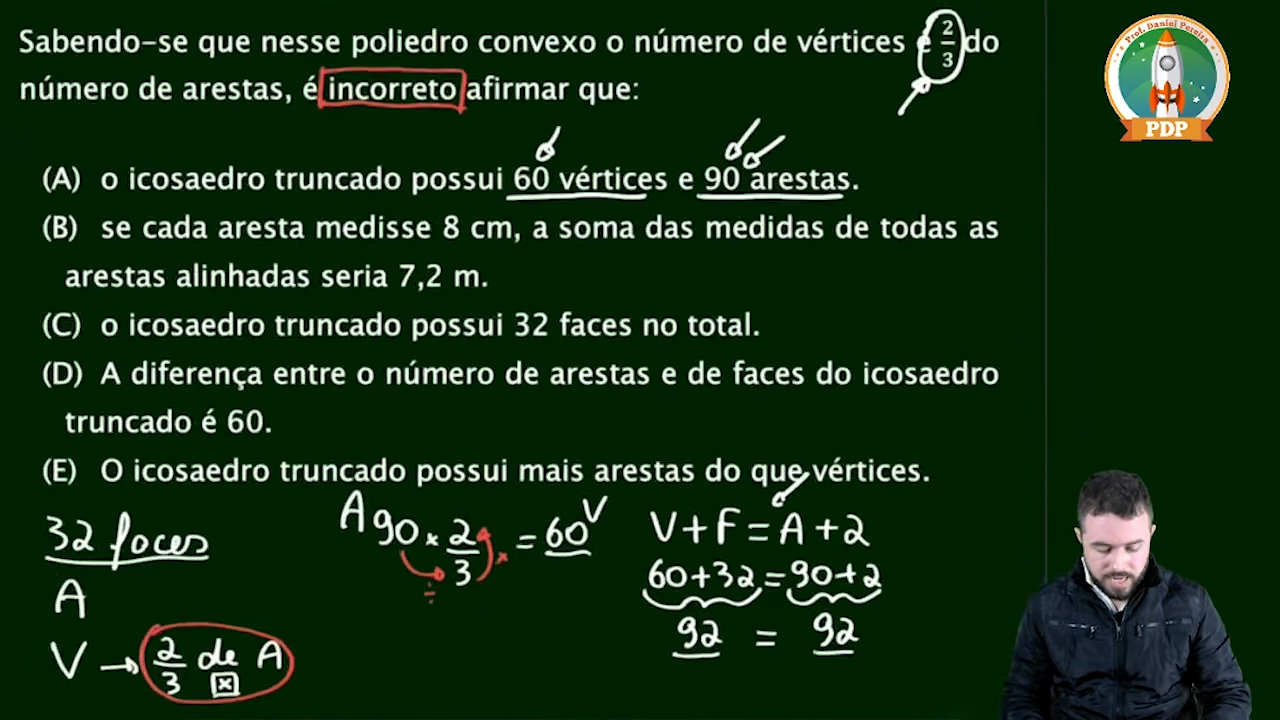 Sabendo-se que nesse poliedro convexo o número de vértices é 2/3 do
número de arestas, é incorreto afirmar que:
Prof. Daniel Pereira
PDP
(A) o icosaedro truncado possui 60 vértices e 90 arestas.
(B) se cada aresta medisse 8 cm, a soma das medidas de todas as
arestas alinhadas seria 7,2 m.
(C) o icosaedro truncado possui 32 faces no total.
(D) A diferença entre o número de arestas e de faces do icosaedro
truncado é 60.
(E) O icosaedro truncado possui mais arestas do que vértices.
32 faces
A
V → 2/3 de A
x
A 90 x 2/3 = 60 V
÷ x
V + F = A + 2
60 + 32 = 90 + 2
92 = 92